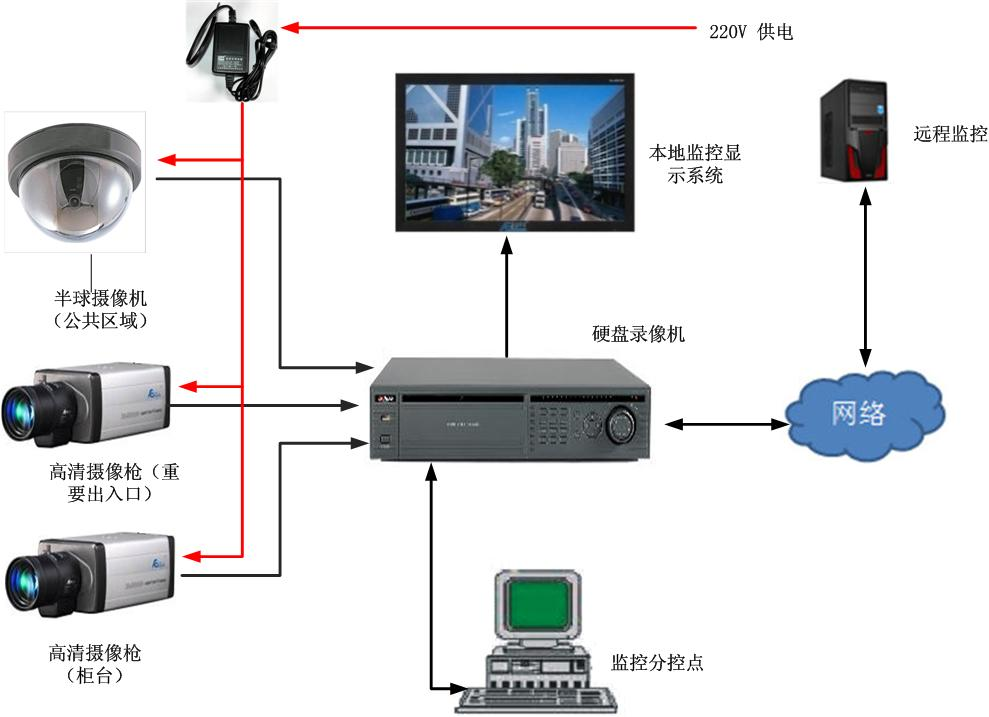 220V 供电
本地监控显
示系统
远程监控
半球摄像机
（公共区域）
硬盘录像机
网络
高清摄像枪（重
要出入口）
高清摄像枪
（柜台）
监控分控点